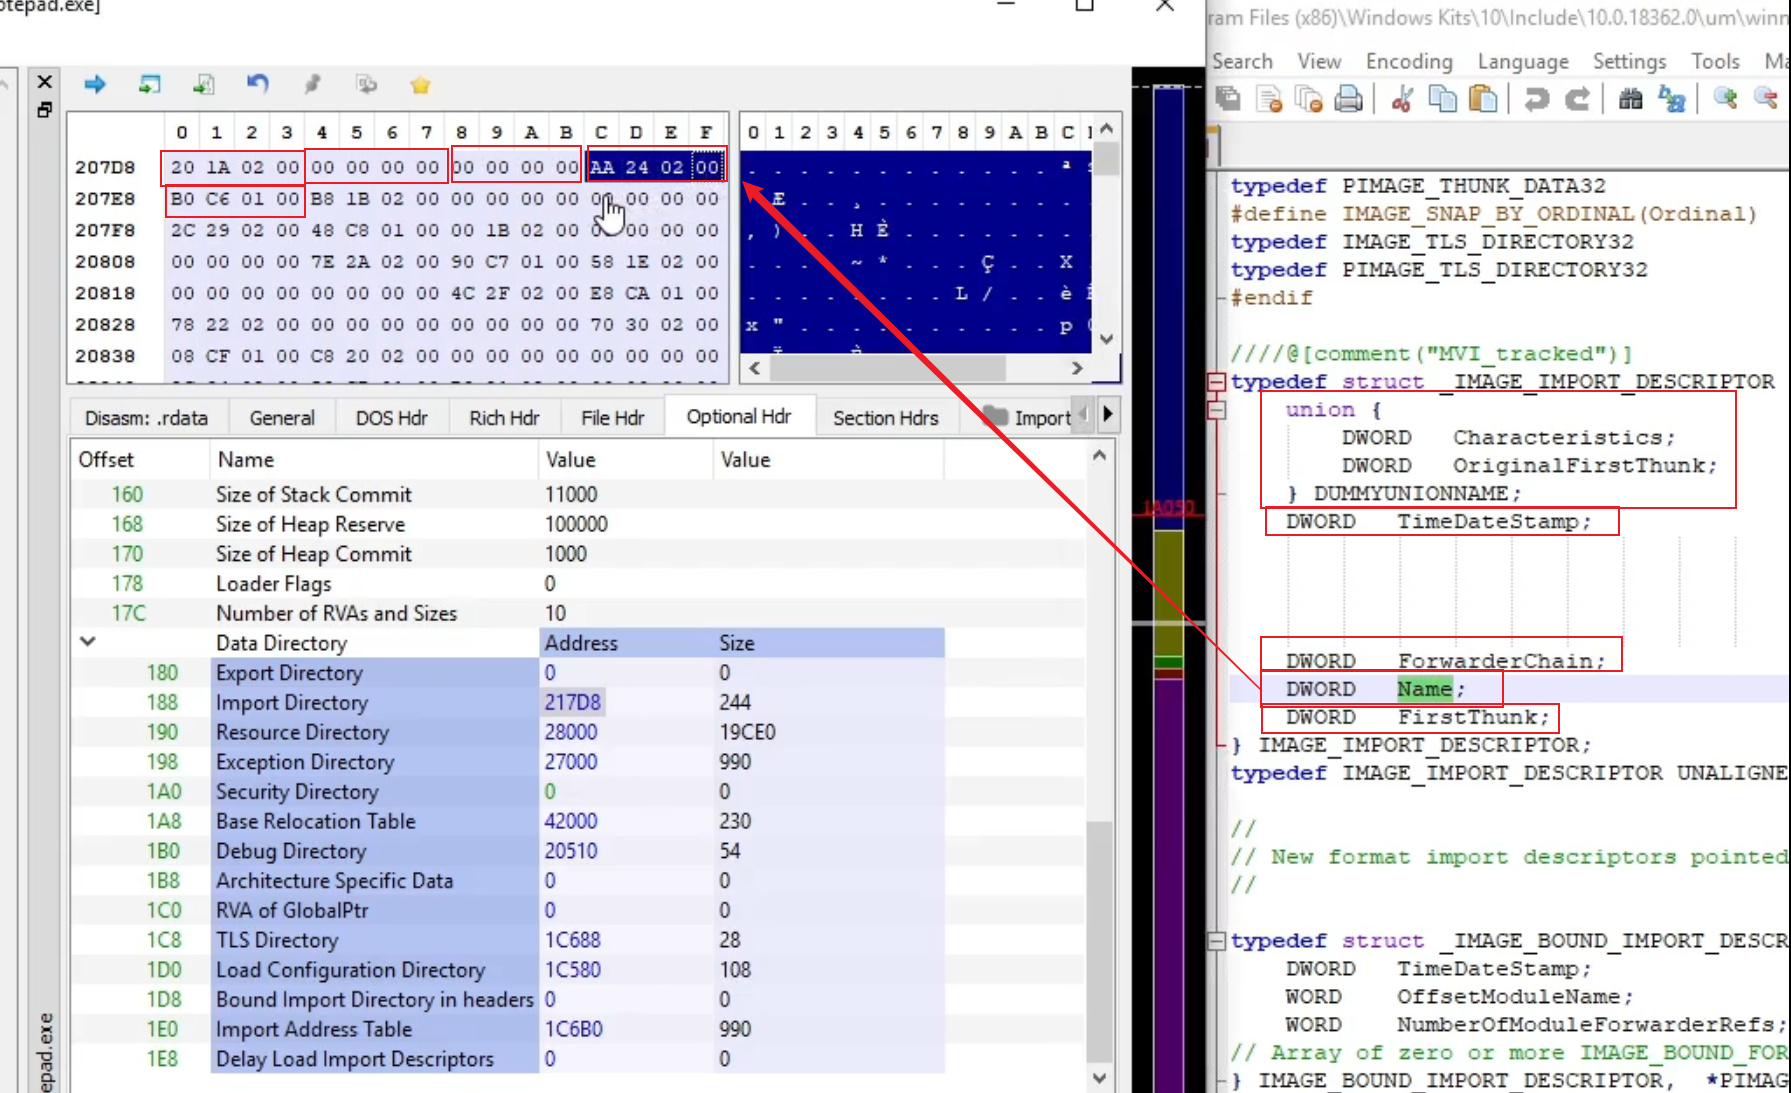 otepad.exe]
0 1 2 3 4 5 6 7 8 9 A B C D E F
207D8 20 1A 02 00 00 00 00 00 00 00 00 00 AA 24 02 00
207E8 B0 C6 01 00 B8 1B 02 00 00 00 00 00 00 00 00 00
207F8 2C 29 02 00 48 C8 01 00 00 1B 02 00 00 00 00 00
20808 00 00 00 00 7E 2A 02 00 90 C7 01 00 58 1E 02 00
20818 00 00 00 00 00 00 00 00 4C 2F 02 00 E8 CA 01 00
20828 78 22 02 00 00 00 00 00 00 00 00 00 70 30 02 00
20838 08 CF 01 00 C8 20 02 00 00 00 00 00 00 00 00 00
0 1 2 3 4 5 6 7 8 9 A B C
. . . . . . . . . . . . ª
. Æ . . ¸ . . . . . . . .
, ) . . H È . . . . . . .
. . . . ~ * . . . Ç . . X
. . . . . . . . L / . . è
x " . . . . . . . . . . p
Disasm: .rdata General DOS Hdr Rich Hdr File Hdr Optional Hdr Section Hdrs Import
Offset Name Value Value
160 Size of Stack Commit 11000
168 Size of Heap Reserve 100000
170 Size of Heap Commit 1000
178 Loader Flags 0
17C Number of RVAs and Sizes 10
Data Directory Address Size
180 Export Directory 0 0
188 Import Directory 217D8 244
190 Resource Directory 28000 19CE0
198 Exception Directory 27000 990
1A0 Security Directory 0 0
1A8 Base Relocation Table 42000 230
1B0 Debug Directory 20510 54
1B8 Architecture Specific Data 0 0
1C0 RVA of GlobalPtr 0 0
1C8 TLS Directory 1C688 28
1D0 Load Configuration Directory 1C580 108
1D8 Bound Import Directory in headers 0 0
1E0 Import Address Table 1C6B0 990
1E8 Delay Load Import Descriptors 0 0
epad.exe
1A050
ram Files (x86)\Windows Kits\10\Include\10.0.18362.0\um\winn
Search View Encoding Language Settings Tools Ma
typedef PIMAGE_THUNK_DATA32
#define IMAGE_SNAP_BY_ORDINAL(Ordinal)
typedef IMAGE_TLS_DIRECTORY32
typedef PIMAGE_TLS_DIRECTORY32
#endif
////@[comment("MVI_tracked")]
typedef struct _IMAGE_IMPORT_DESCRIPTOR
union {
DWORD Characteristics;
DWORD OriginalFirstThunk;
} DUMMYUNIONNAME;
DWORD TimeDateStamp;
DWORD ForwarderChain;
DWORD Name;
DWORD FirstThunk;
} IMAGE_IMPORT_DESCRIPTOR;
typedef IMAGE_IMPORT_DESCRIPTOR UNALIGNE
//
// New format import descriptors pointed
//
typedef struct _IMAGE_BOUND_IMPORT_DESCR
DWORD TimeDateStamp;
WORD OffsetModuleName;
WORD NumberOfModuleForwarderRefs;
// Array of zero or more IMAGE_BOUND_FOR
} IMAGE_BOUND_IMPORT_DESCRIPTOR, *PIMAG